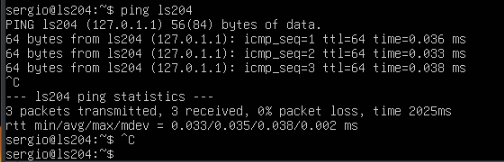 sergio@ls204:~$ ping ls204
PING ls204 (127.0.1.1) 56(84) bytes of data.
64 bytes from ls204 (127.0.1.1): icmp_seq=1 ttl=64 time=0.036 ms
64 bytes from ls204 (127.0.1.1): icmp_seq=2 ttl=64 time=0.033 ms
64 bytes from ls204 (127.0.1.1): icmp_seq=3 ttl=64 time=0.038 ms
^C
--- ls204 ping statistics ---
3 packets transmitted, 3 received, 0% packet loss, time 2025ms
rtt min/avg/max/mdev = 0.033/0.035/0.038/0.002 ms
sergio@ls204:~$ ^C
sergio@ls204:~$